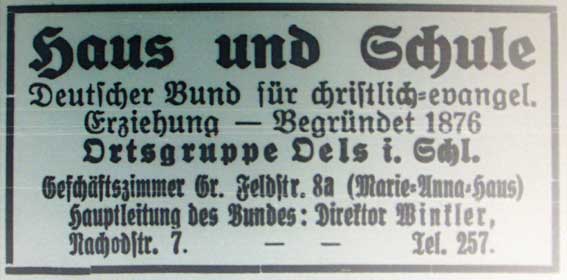 Haus und Schule
Deutscher Bund für christlich=evangel.
Erziehung — Begründet 1876
Ortsgruppe Oels i. Schl.
Geschäftszimmer Gr. Feldstr. 8a (Marie=Anna=Haus)
Hauptleitung des Bundes: Direktor Winkler,
Nachodstr. 7. — — Tel. 257.